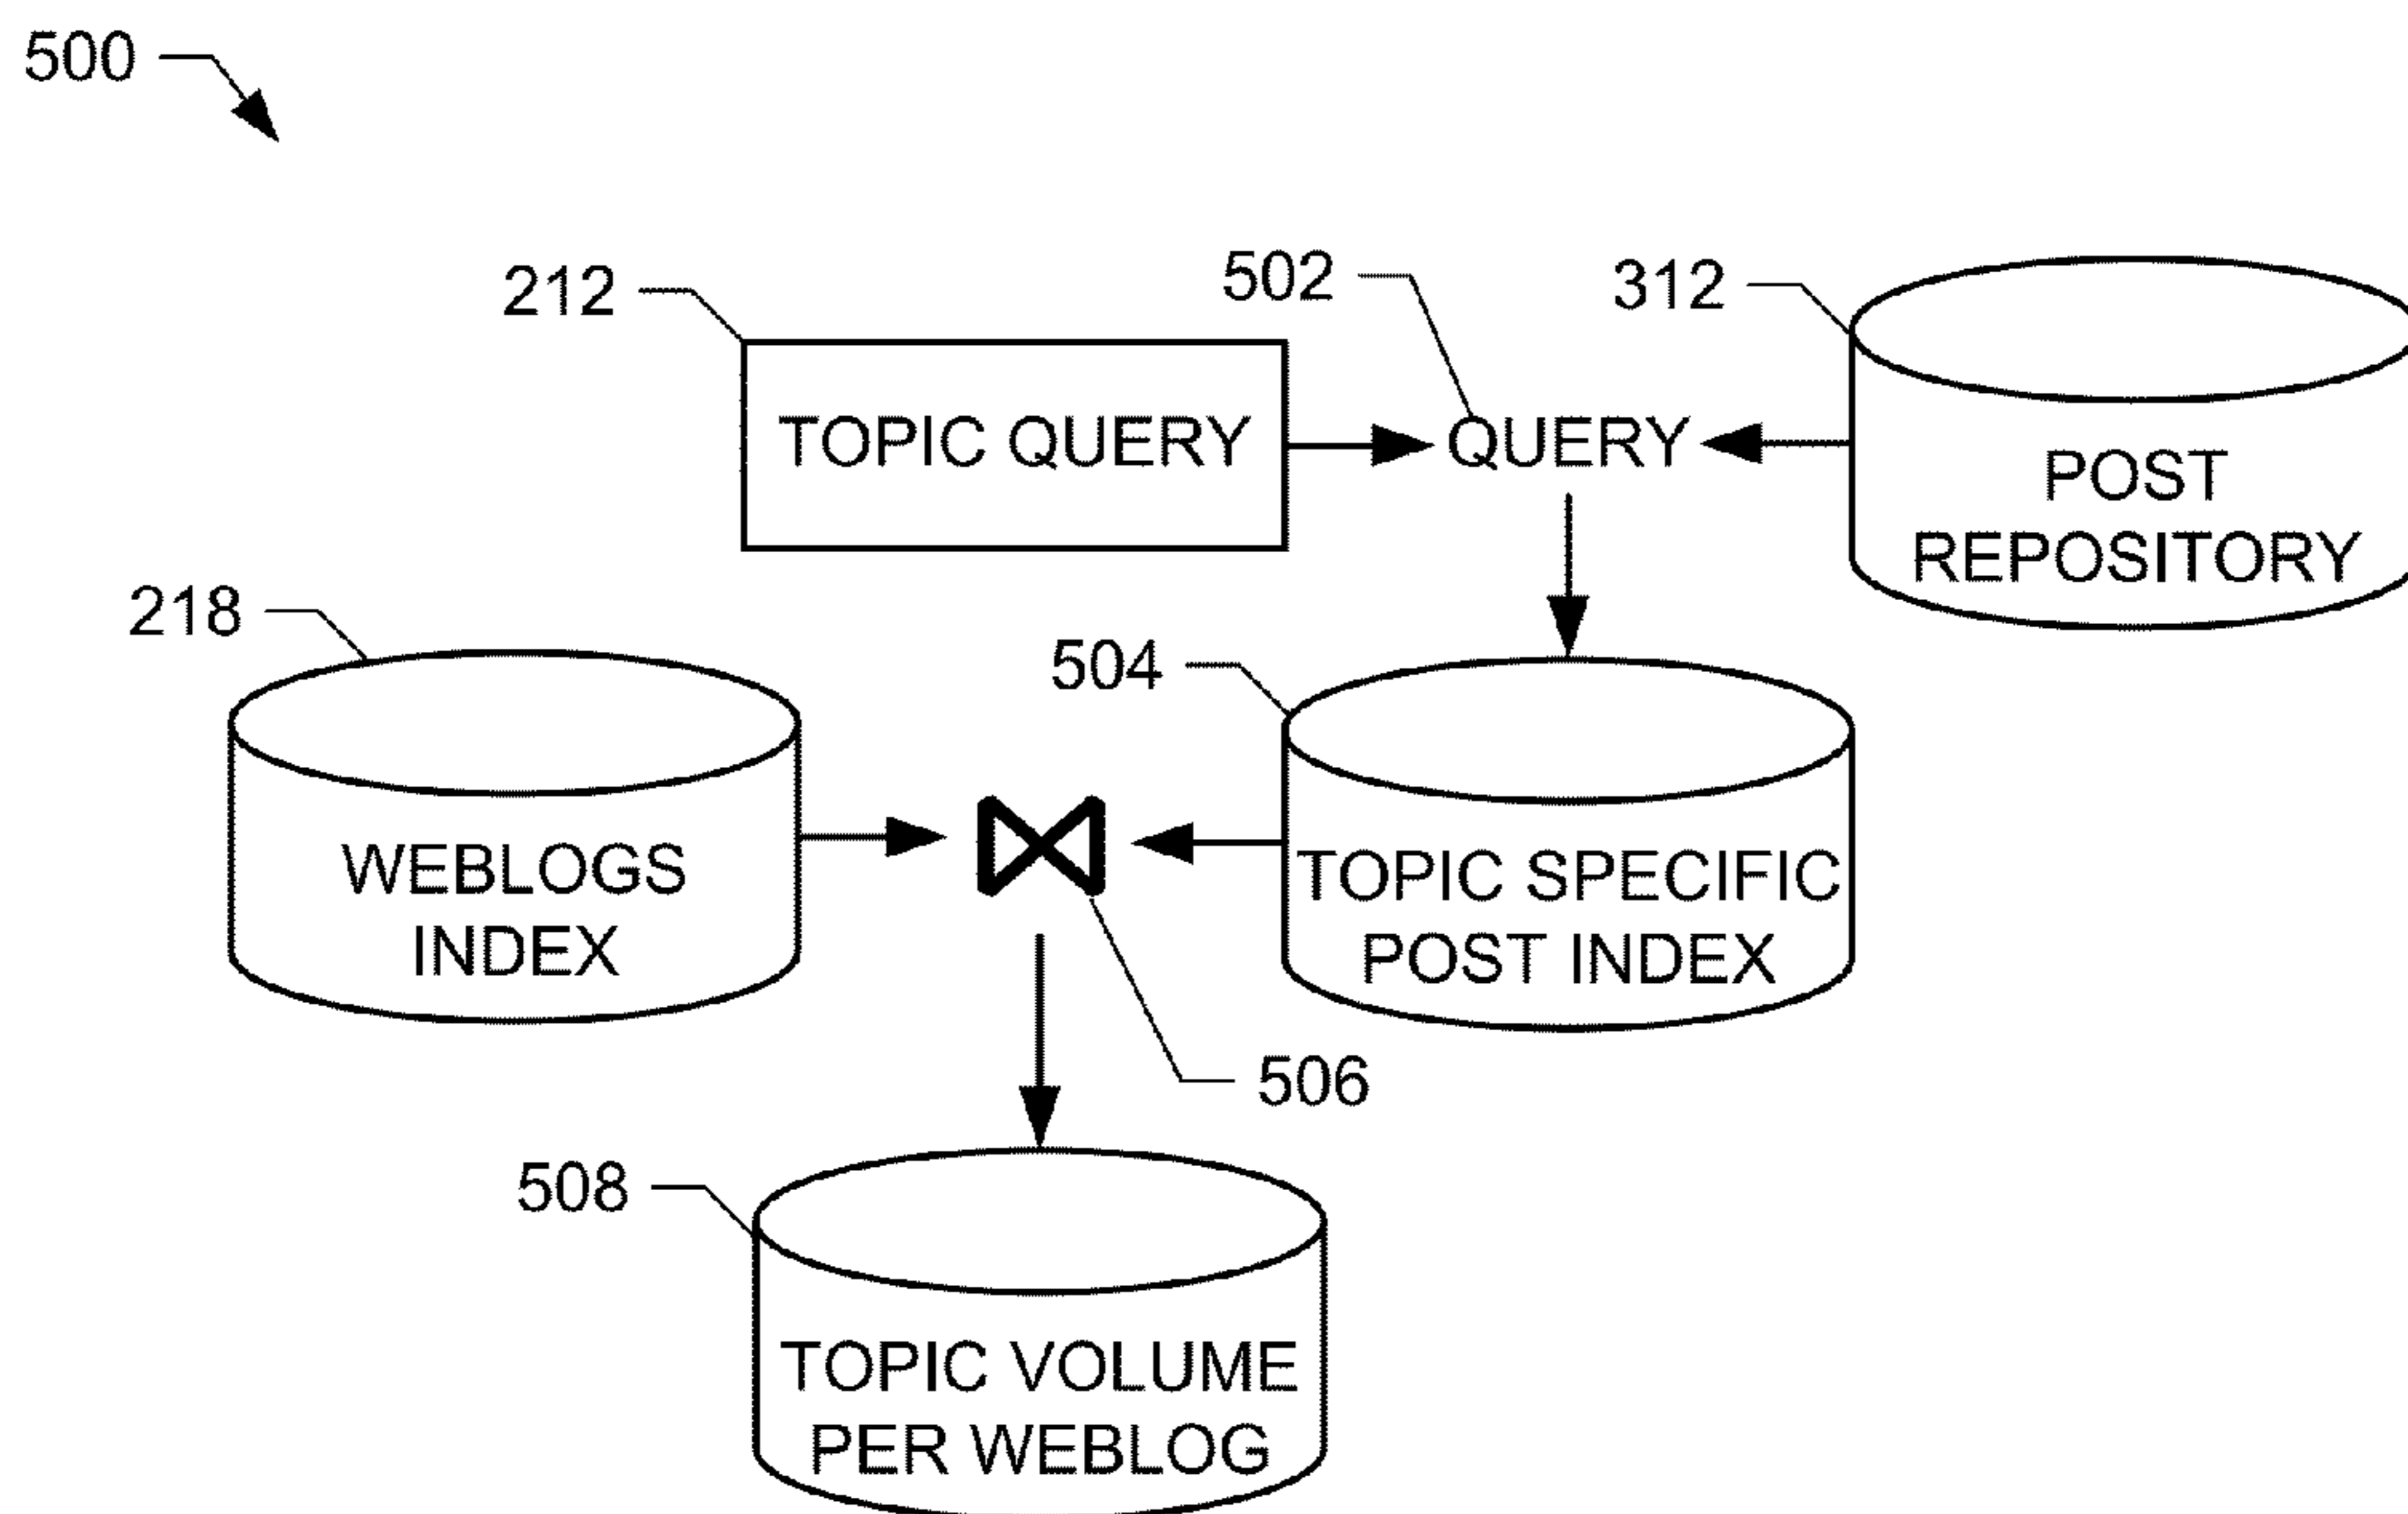 500
212
502
312
TOPIC QUERY
QUERY
POST
REPOSITORY
218
504
WEBLOGS
INDEX
TOPIC SPECIFIC
POST INDEX
506
508
TOPIC VOLUME
PER WEBLOG